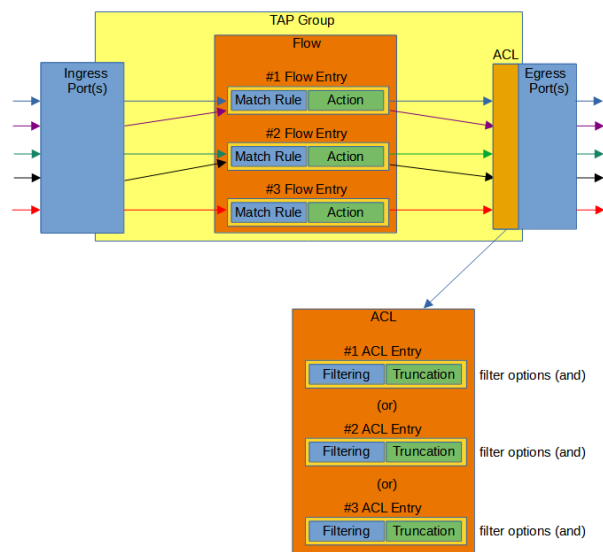 TAP Group
Flow
ACL
Ingress
Port(s)
Egress
Port(s)
#1 Flow Entry
Match Rule Action
#2 Flow Entry
Match Rule Action
#3 Flow Entry
Match Rule Action
ACL
#1 ACL Entry
Filtering Truncation filter options (and)
(or)
#2 ACL Entry
Filtering Truncation filter options (and)
(or)
#3 ACL Entry
Filtering Truncation filter options (and)